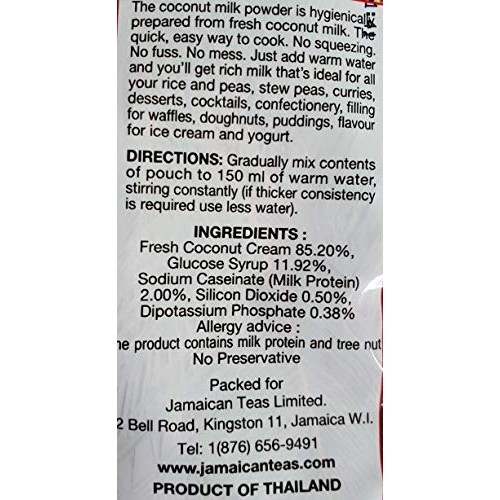 The coconut milk powder is hygienically
prepared from fresh coconut milk. The
quick, easy way to cook. No squeezing.
No fuss. No mess. Just add warm water
and you'll get rich milk that's ideal for all
your rice and peas, stew peas, curries,
desserts, cocktails, confectionery, filling
for waffles, doughnuts, puddings, flavour
for ice cream and yogurt.
DIRECTIONS: Gradually mix contents
of pouch to 150 ml of warm water,
stirring constantly (if thicker consistency
is required use less water).
INGREDIENTS :
Fresh Coconut Cream 85.20%,
Glucose Syrup 11.92%,
Sodium Caseinate (Milk Protein)
2.00%, Silicon Dioxide 0.50%,
Dipotassium Phosphate 0.38%
Allergy advice :
he product contains milk protein and tree nut
No Preservative
Packed for
Jamaican Teas Limited.
2 Bell Road, Kingston 11, Jamaica W.I.
Tel: 1(876) 656-9491
www.jamaicanteas.com
PRODUCT OF THAILAND